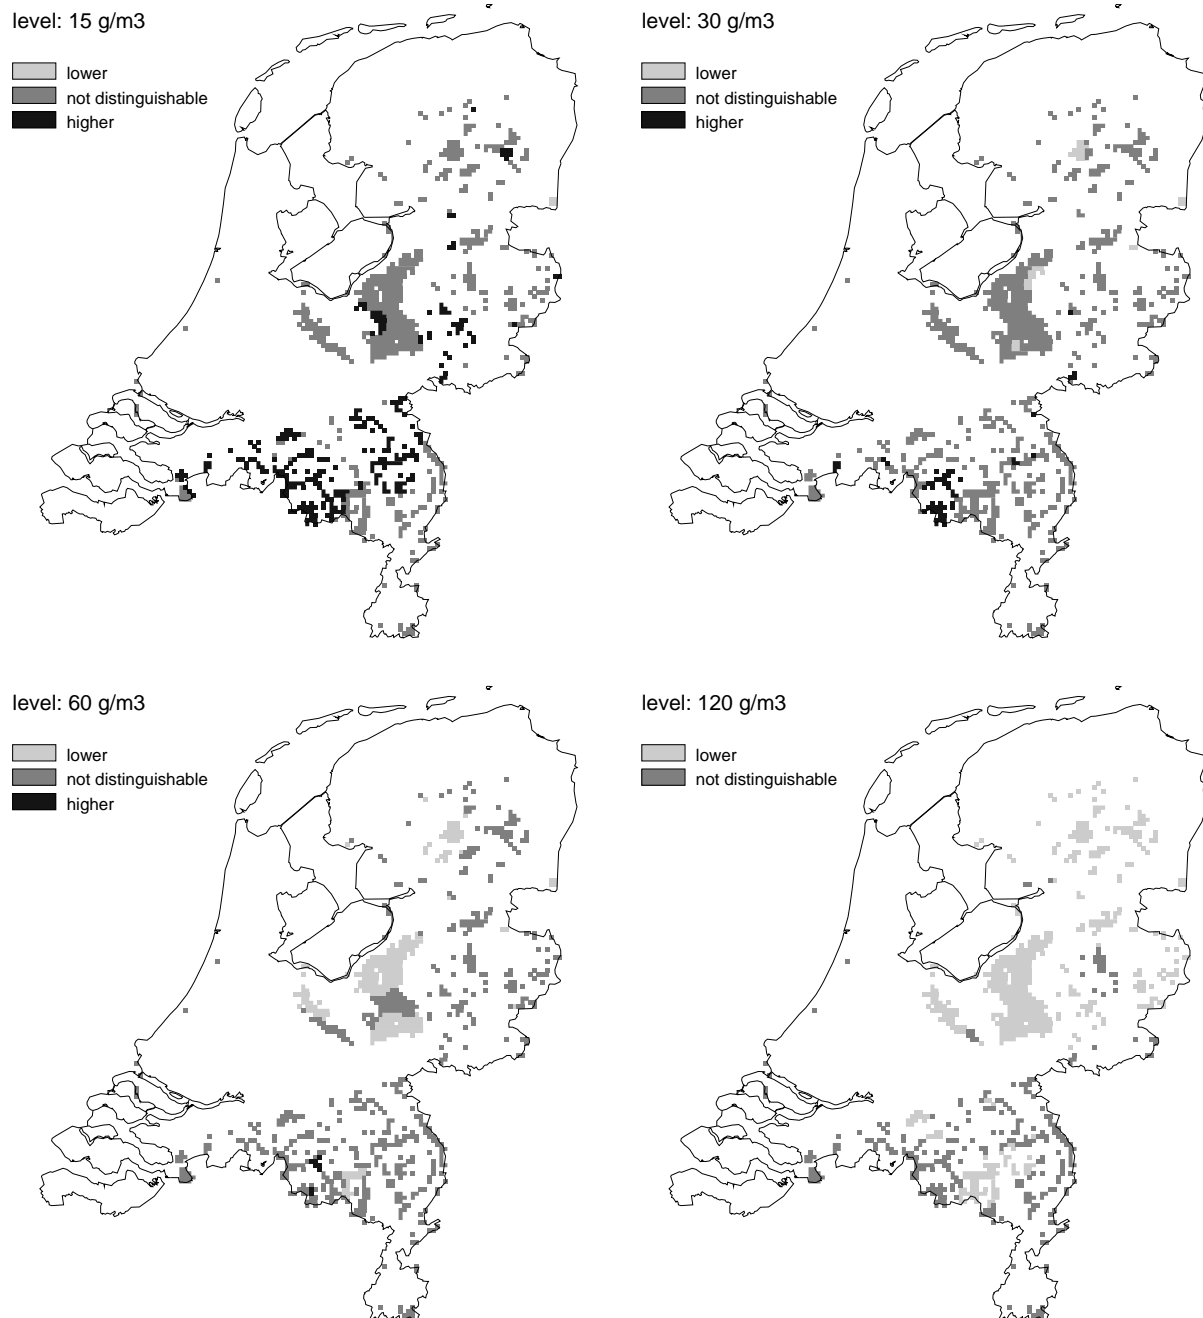 level: 15 g/m3
lower
not distinguishable
higher
level: 30 g/m3
lower
not distinguishable
higher
level: 60 g/m3
lower
not distinguishable
higher
level: 120 g/m3
lower
not distinguishable